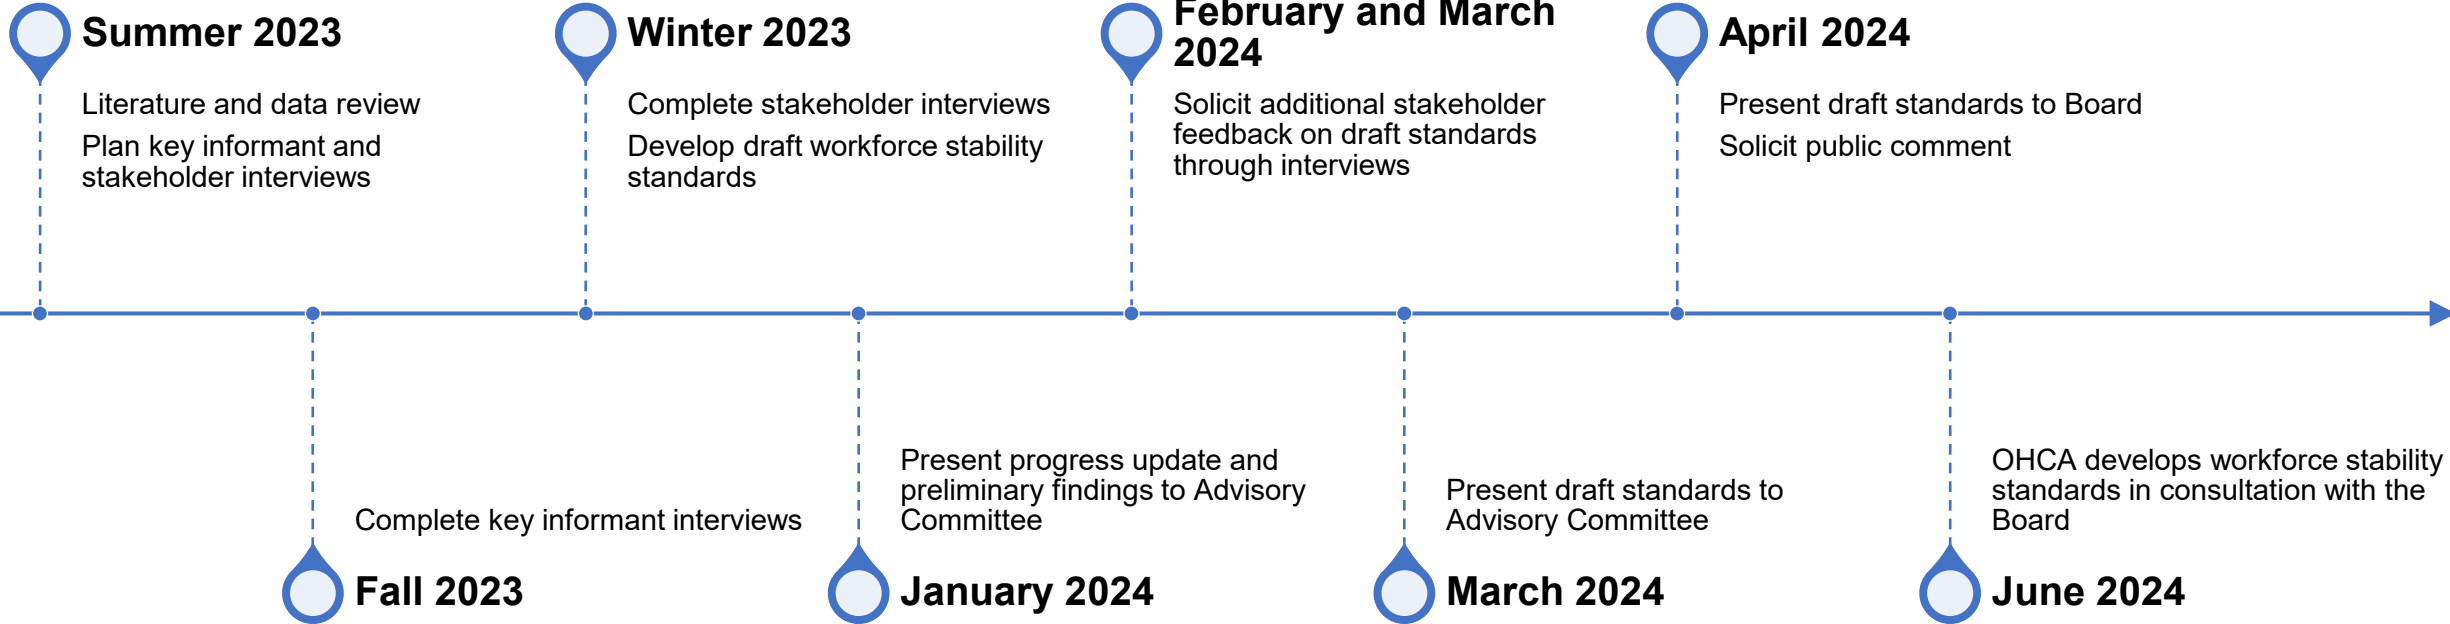 Summer 2023
Literature and data review
Plan key informant and
stakeholder interviews
Winter 2023
Complete stakeholder interviews
Develop draft workforce stability
standards
February and March
2024
Solicit additional stakeholder
feedback on draft standards
through interviews
April 2024
Present draft standards to Board
Solicit public comment
Complete key informant interviews
Fall 2023
Present progress update and
preliminary findings to Advisory
Committee
January 2024
Present draft standards to
Advisory Committee
March 2024
OHCA develops workforce stability
standards in consultation with the
Board
June 2024